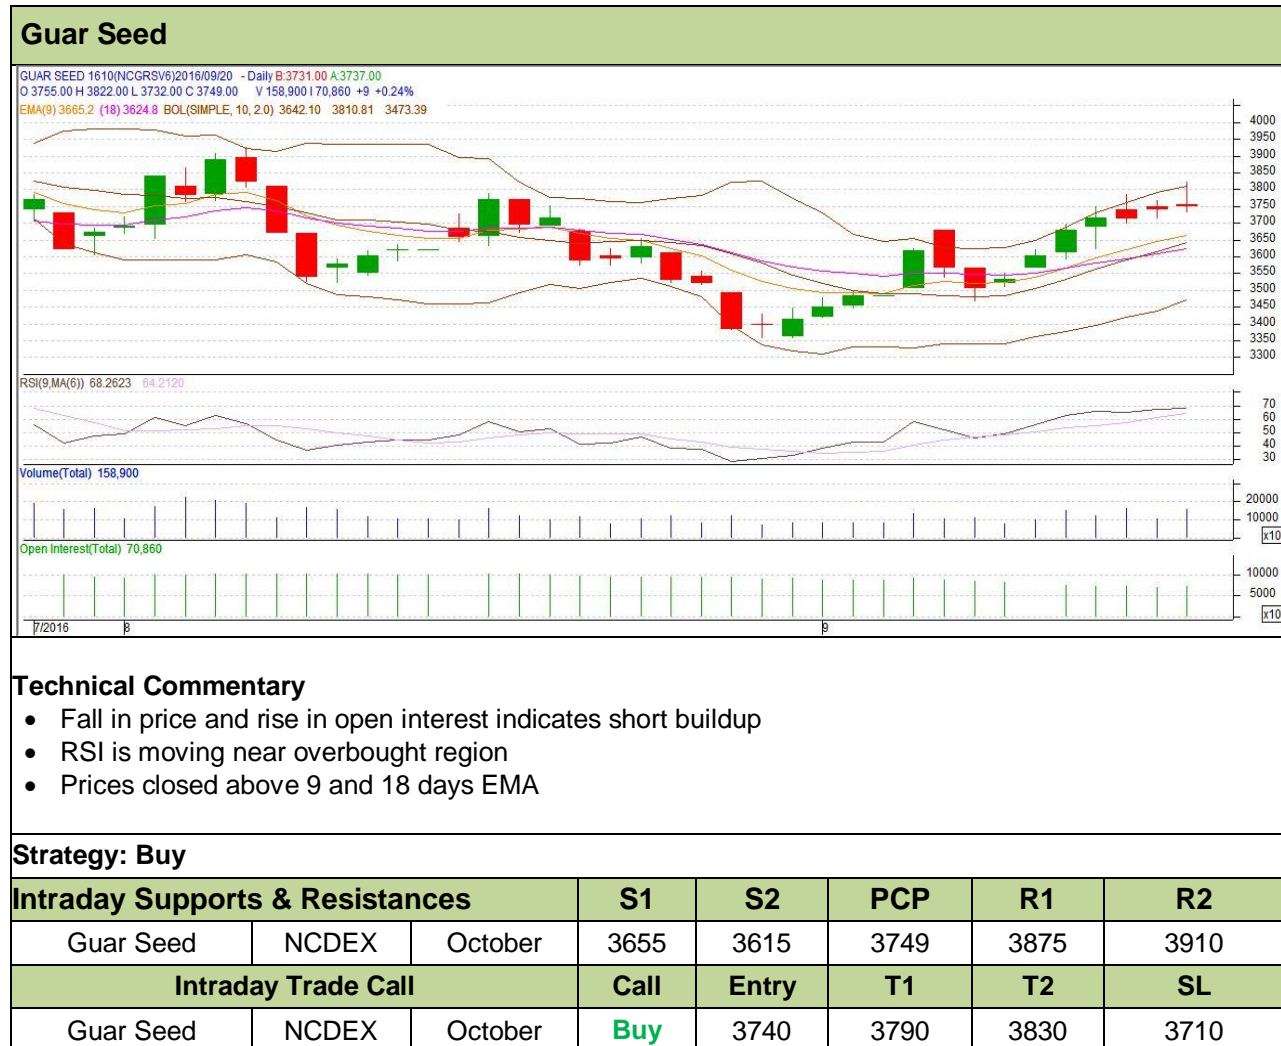 Guar Seed
GUAR SEED 1610(NCGRSV6)2016/09/20 - Daily B:3731.00 A:3737.00
O 3755.00 H 3822.00 L 3732.00 C 3749.00 V 158,900 I 70,860 +9 +0.24%
EMA(9) 3665.2 (18) 3624.8 BOL(SIMPLE, 10, 2.0) 3642.10 3810.81 3473.39
4000
3950
3900
3850
3800
3750
3700
3650
3600
3550
3500
3450
3400
3350
3300
RSI(9,MA(6)) 68.2623 64.2120
70
60
50
40
30
Volume(Total) 158,900
20000
10000
x10
Open Interest(Total) 70,860
10000
5000
x10
7/2016 8 9
Technical Commentary
• Fall in price and rise in open interest indicates short buildup
• RSI is moving near overbought region
• Prices closed above 9 and 18 days EMA
Strategy: Buy
Intraday Supports & Resistances S1 S2 PCP R1 R2
Guar Seed NCDEX October 3655 3615 3749 3875 3910
Intraday Trade Call Call Entry T1 T2 SL
Guar Seed NCDEX October Buy 3740 3790 3830 3710